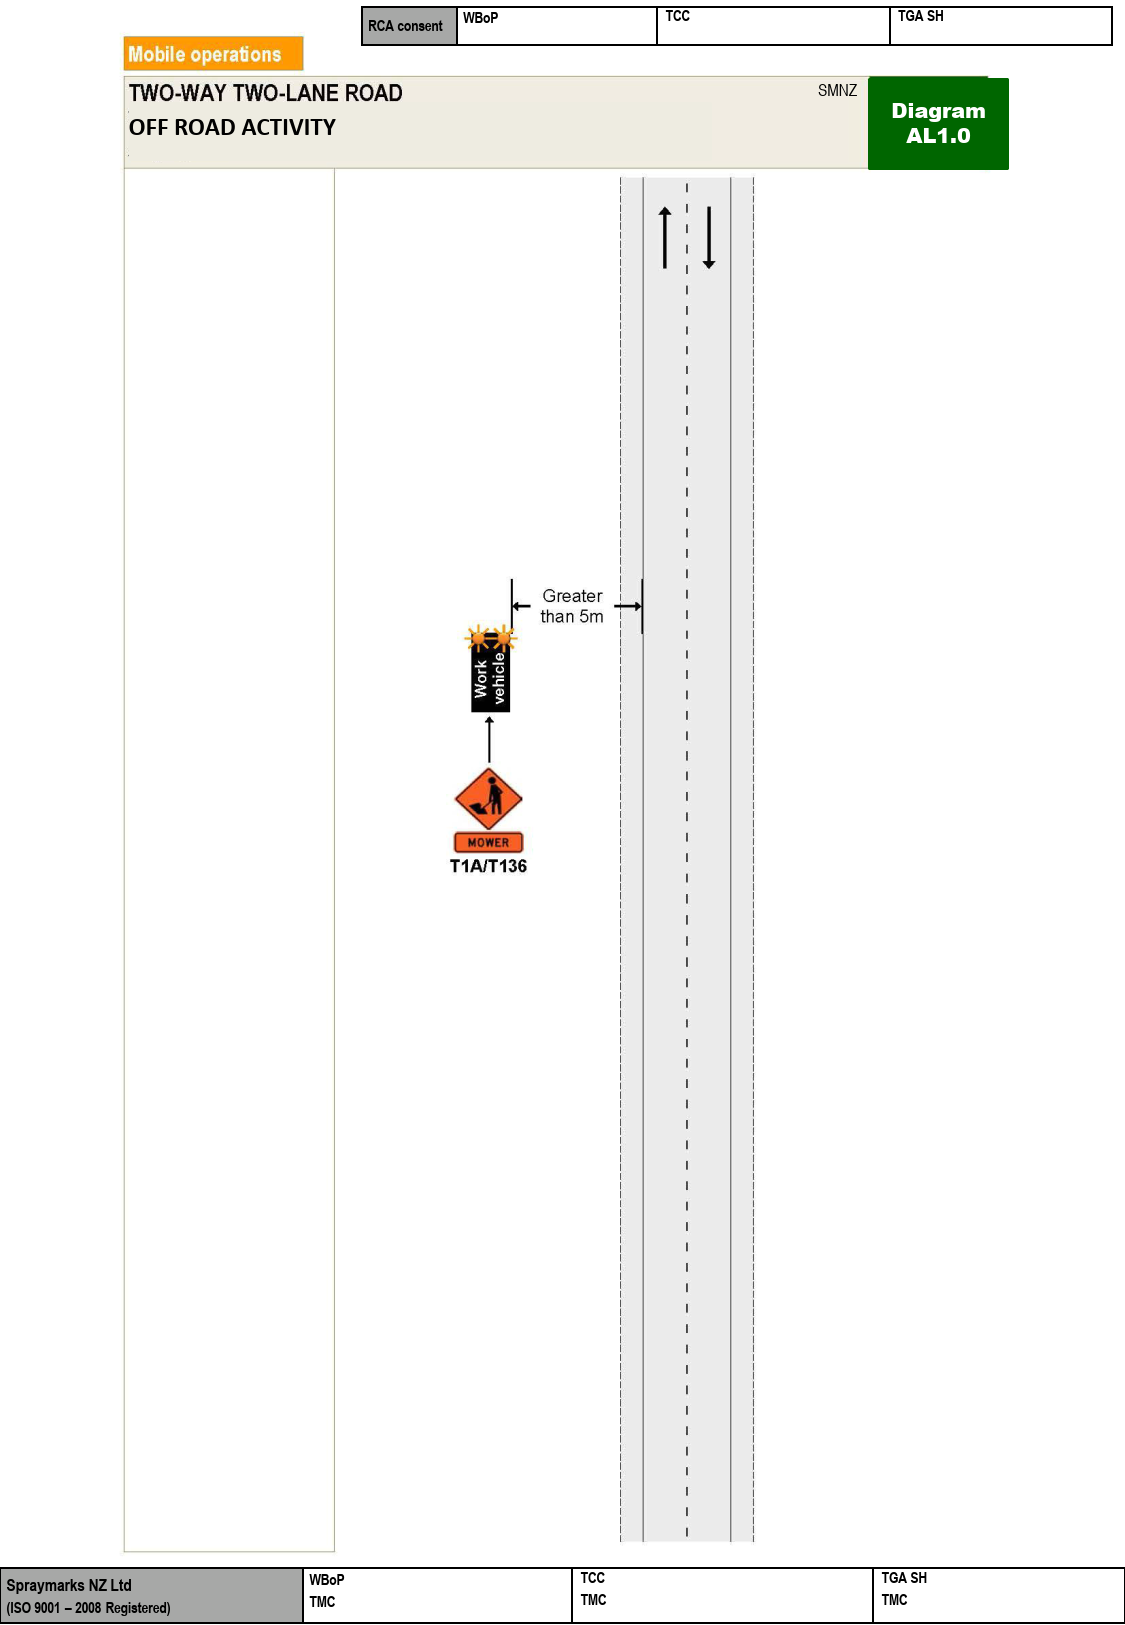 RCA consent
WBoP
TCC
TGA SH
Mobile operations
TWO-WAY TWO-LANE ROAD
SMNZ
OFF ROAD ACTIVITY
Diagram
AL1.0
Greater
than 5m
Work
vehicle
MOWER
T1A/T136
Spraymarks NZ Ltd
(ISO 9001 – 2008 Registered)
WBoP
TMC
TCC
TMC
TGA SH
TMC